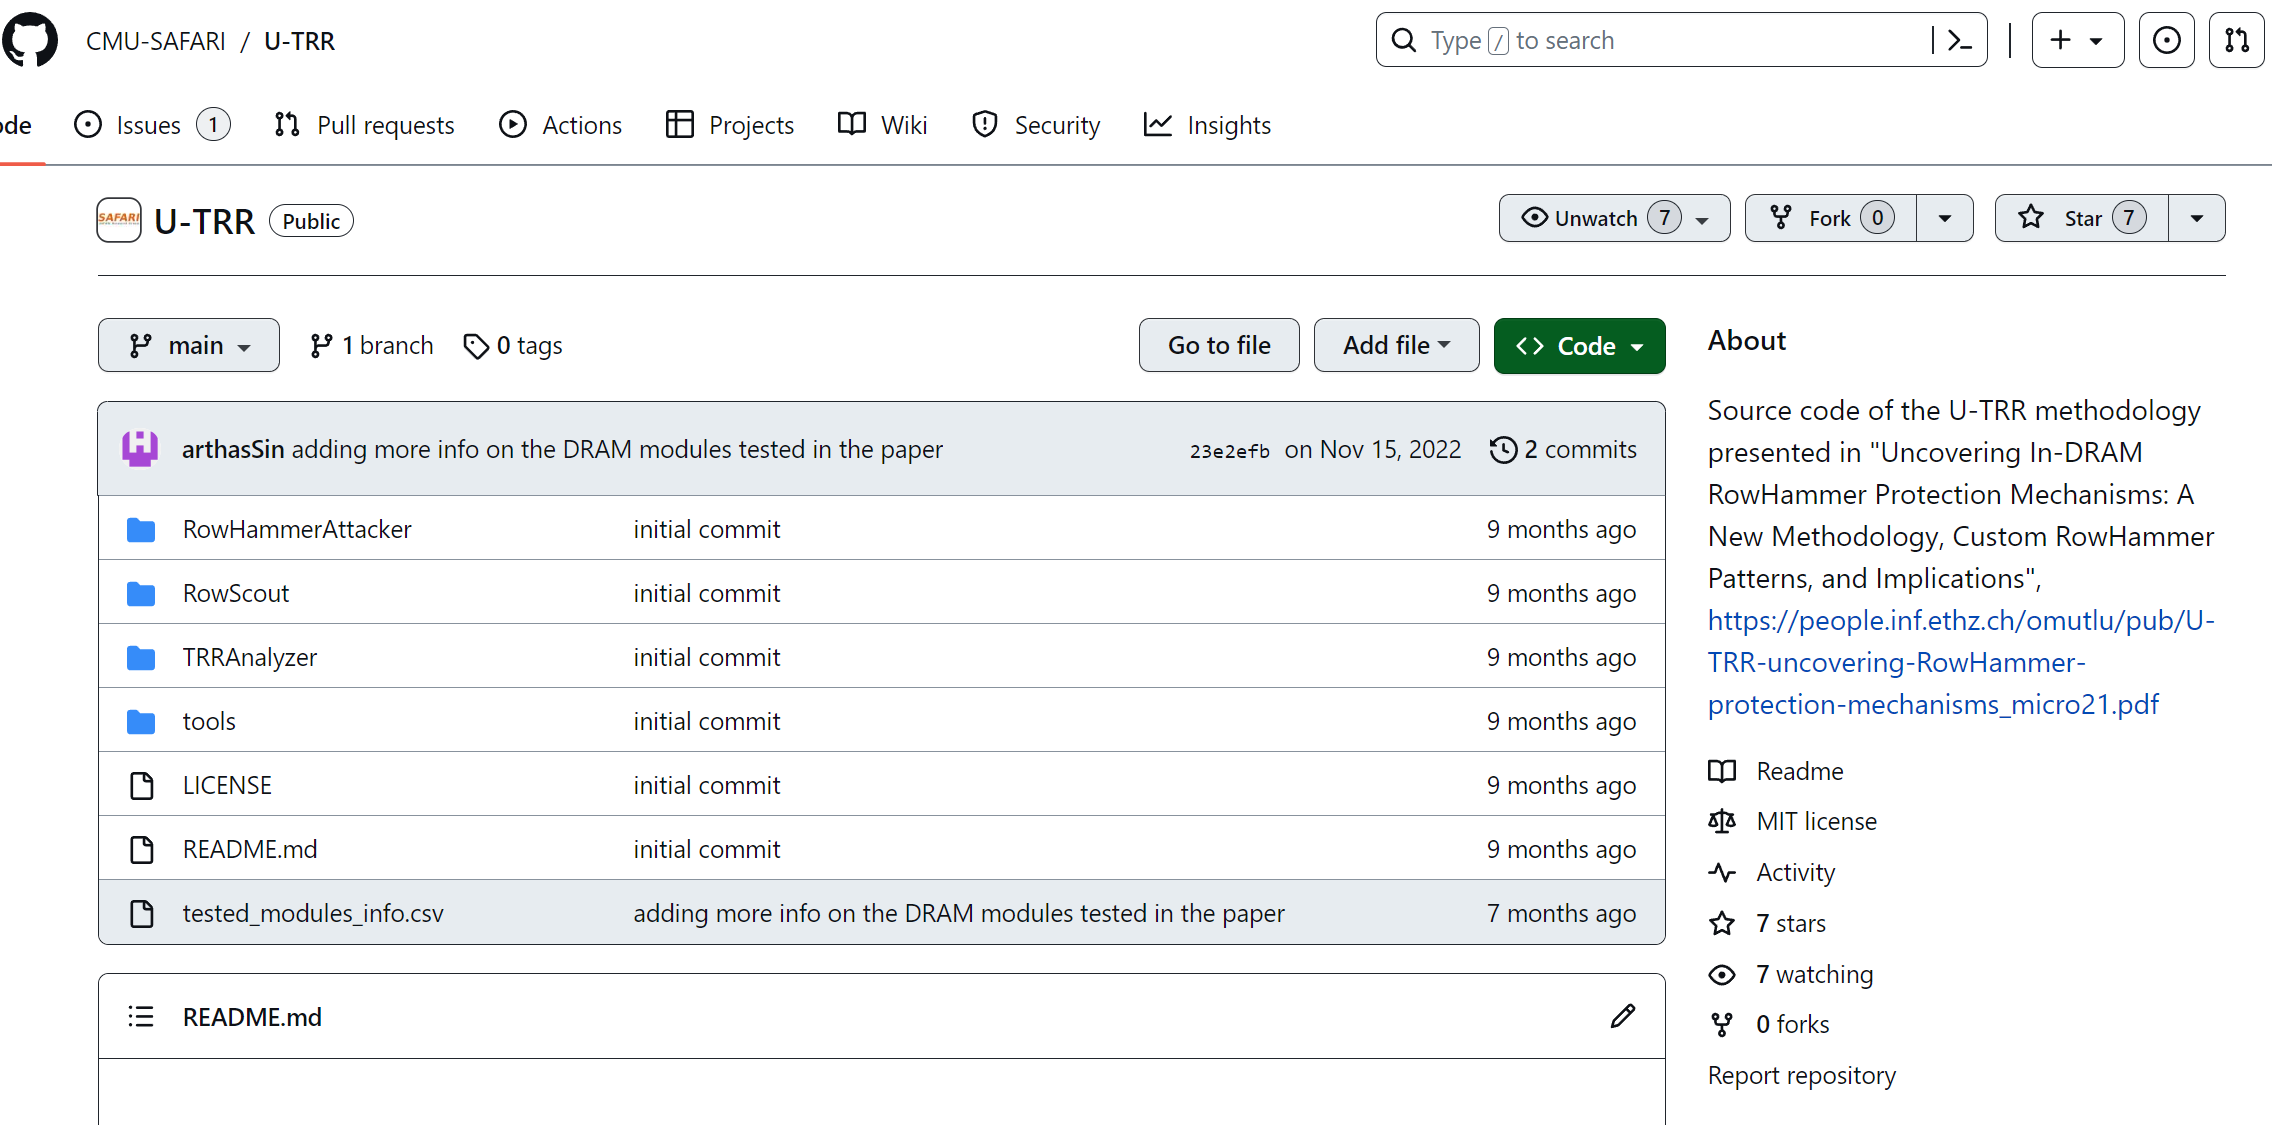 CMU-SAFARI / U-TRR
Type / to search
ode
Issues 1
Pull requests
Actions
Projects
Wiki
Security
Insights
SAFARI
U-TRR
Public
Unwatch 7
Fork 0
Star 7
main
1 branch
0 tags
Go to file
Add file
Code
arthasSin adding more info on the DRAM modules tested in the paper
23e2efb on Nov 15, 2022
2 commits
RowHammerAttacker initial commit 9 months ago
RowScout initial commit 9 months ago
TRRAnalyzer initial commit 9 months ago
tools initial commit 9 months ago
LICENSE initial commit 9 months ago
README.md initial commit 9 months ago
tested_modules_info.csv adding more info on the DRAM modules tested in the paper 7 months ago
README.md
About
Source code of the U-TRR methodology
presented in "Uncovering In-DRAM
RowHammer Protection Mechanisms: A
New Methodology, Custom RowHammer
Patterns, and Implications",
https://people.inf.ethz.ch/omutlu/pub/U-
TRR-uncovering-RowHammer-
protection-mechanisms_micro21.pdf
Readme
MIT license
Activity
7 stars
7 watching
0 forks
Report repository